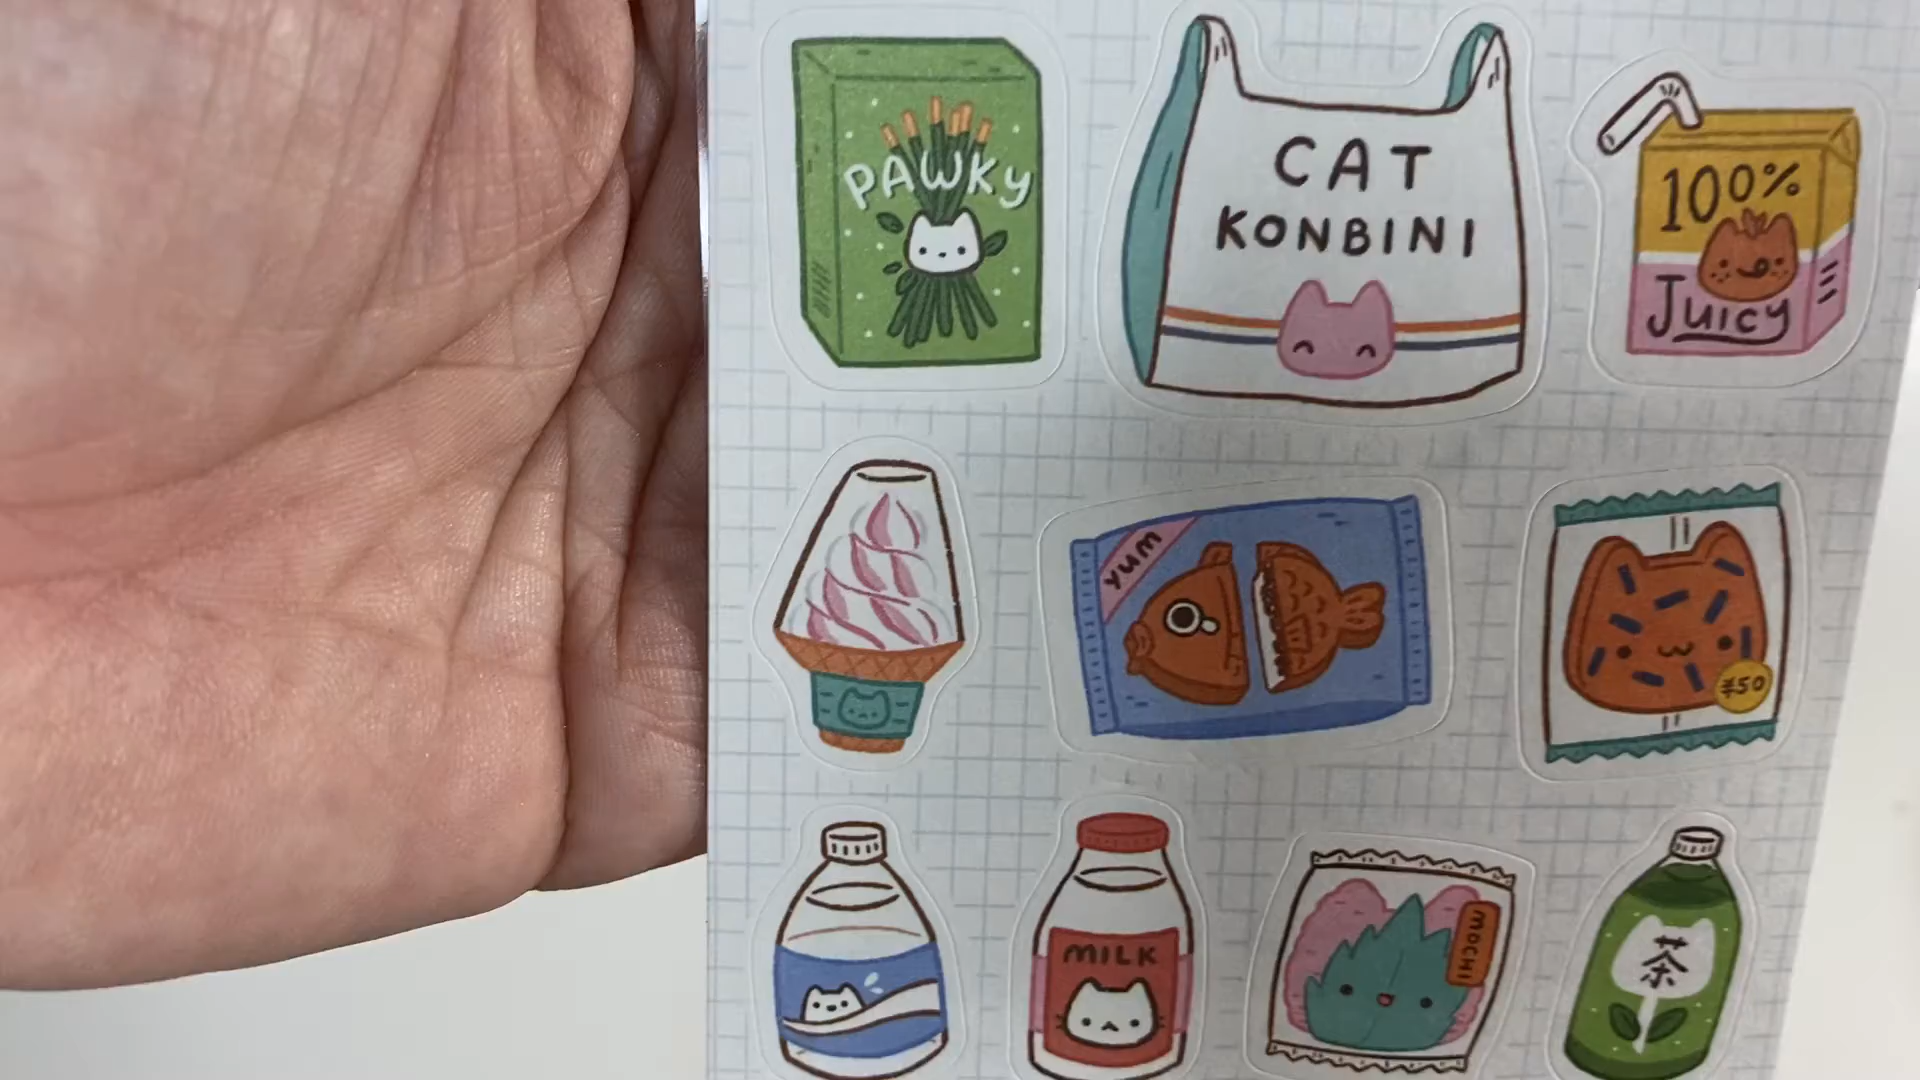 PAWKY
CAT
KONBINI
100%
Juicy
YUM
¥50
MILK
MOCHI
茶